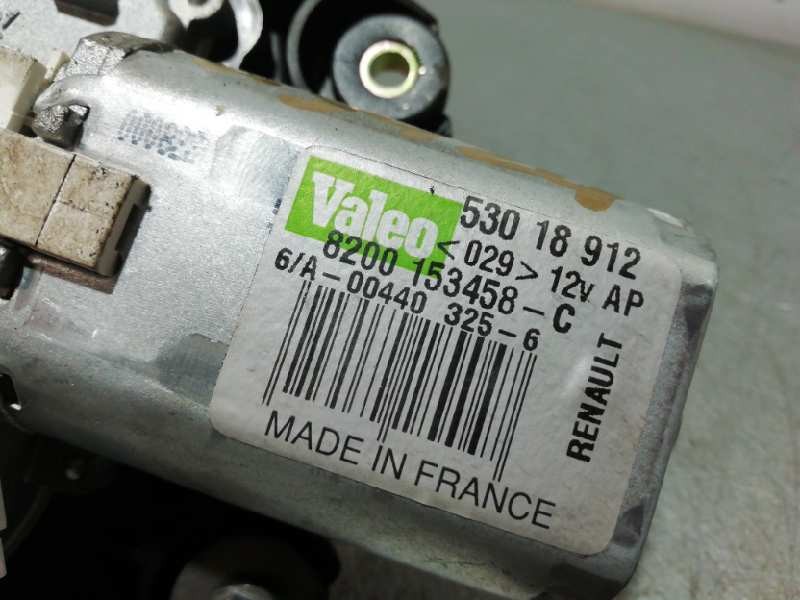 Valeo
530 18 912
<029> 12V AP
8200 153458-C
6/A-00440 325-6
RENAULT
MADE IN FRANCE